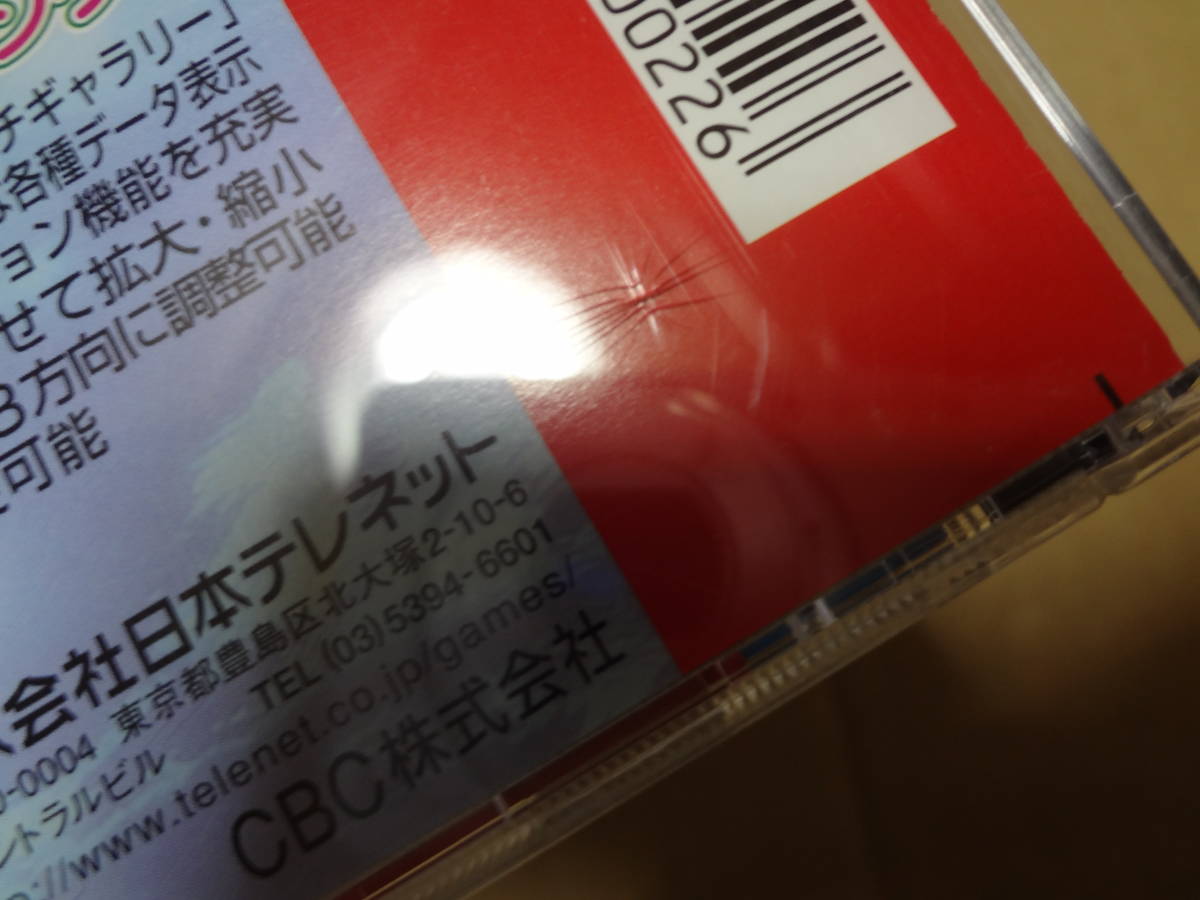 チギャラリー」
各種データ表示
ョン機能を充実
せて拡大・縮小
3方向に調整可能
可能
会社日本テレネット
-0004 東京都豊島区北大塚2-10-6
ントラルビル
TEL (03)5394-6601
://www.telenet.co.jp/games/
CBC株式会社
00226